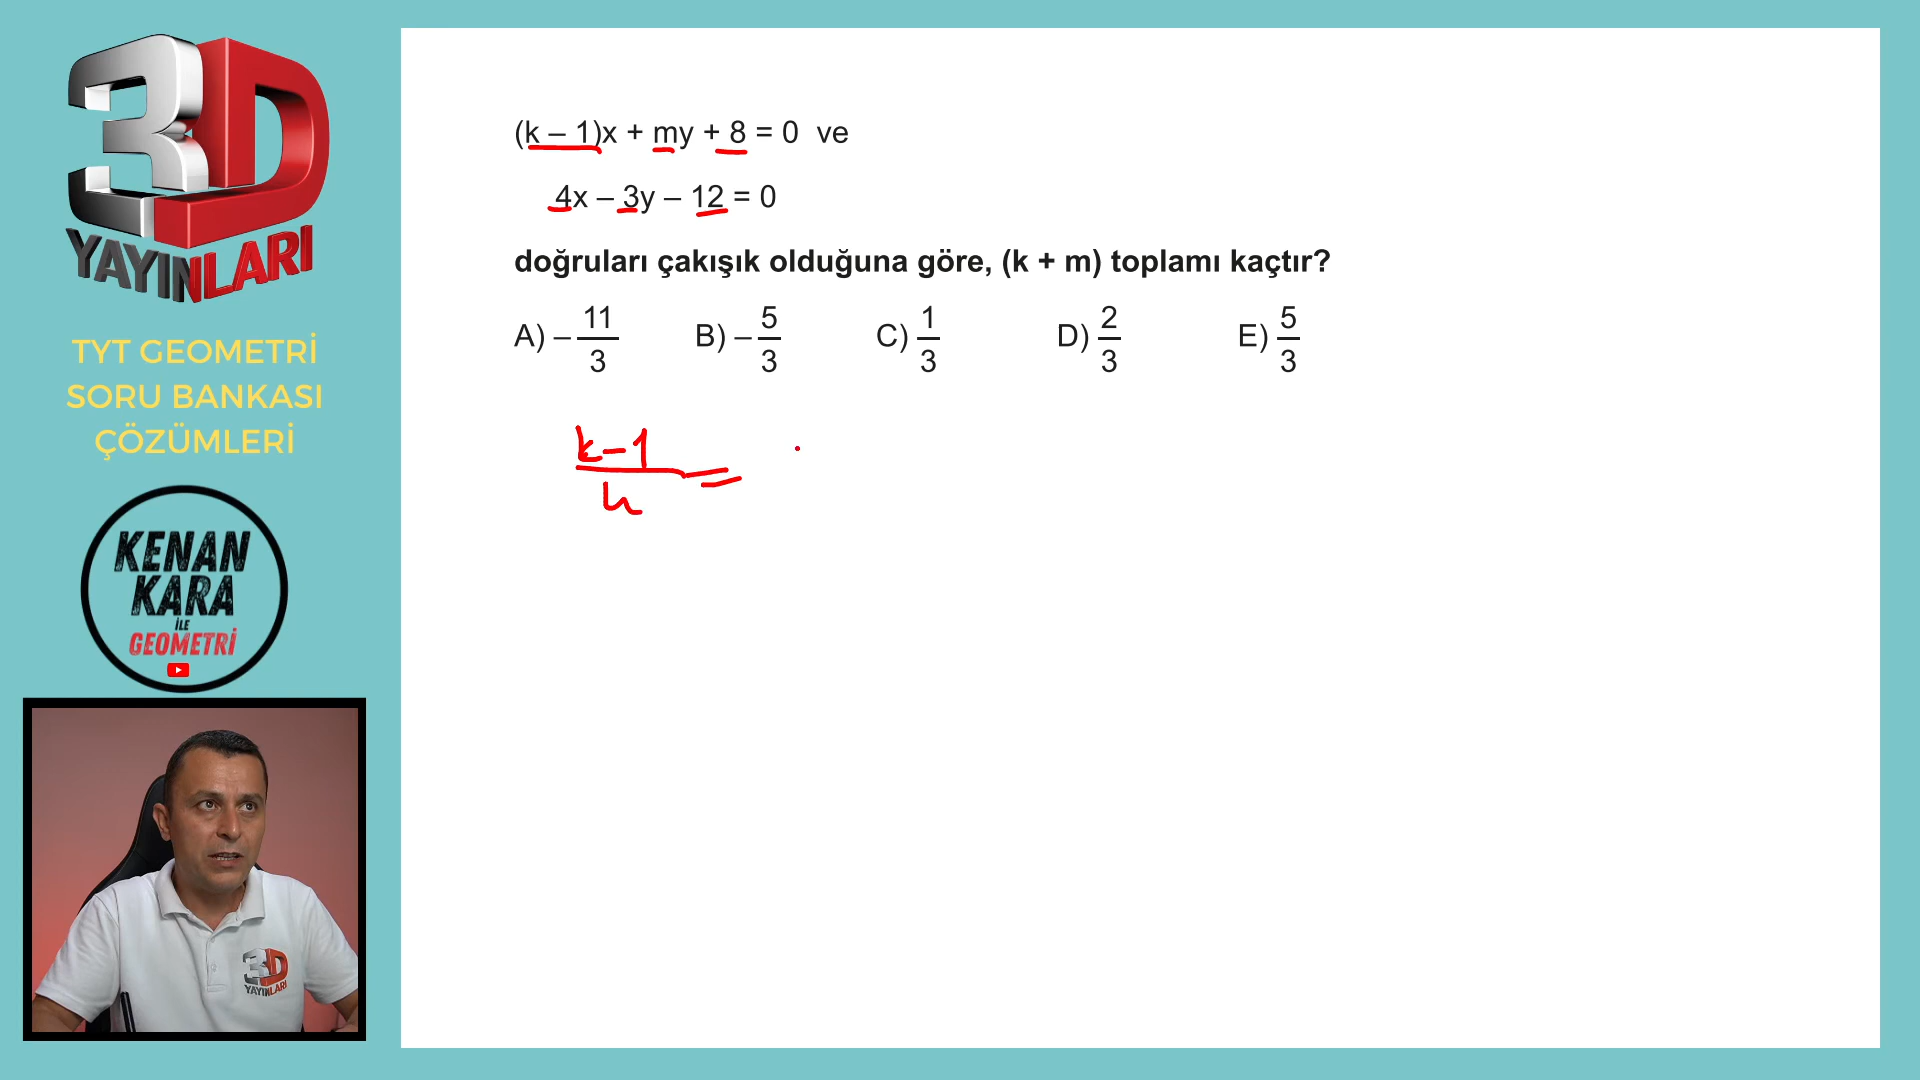 3D
YAYINLARI
TYT GEOMETRİ
SORU BANKASI
ÇÖZÜMLERİ
KENAN
KARA
İLE
GEOMETRİ
3D
YAYINLARI
(k – 1)x + my + 8 = 0 ve
4x – 3y – 12 = 0
doğruları çakışık olduğuna göre, (k + m) toplamı kaçtır?
A) – 11/3 B) – 5/3 C) 1/3 D) 2/3 E) 5/3
k-1
4 =